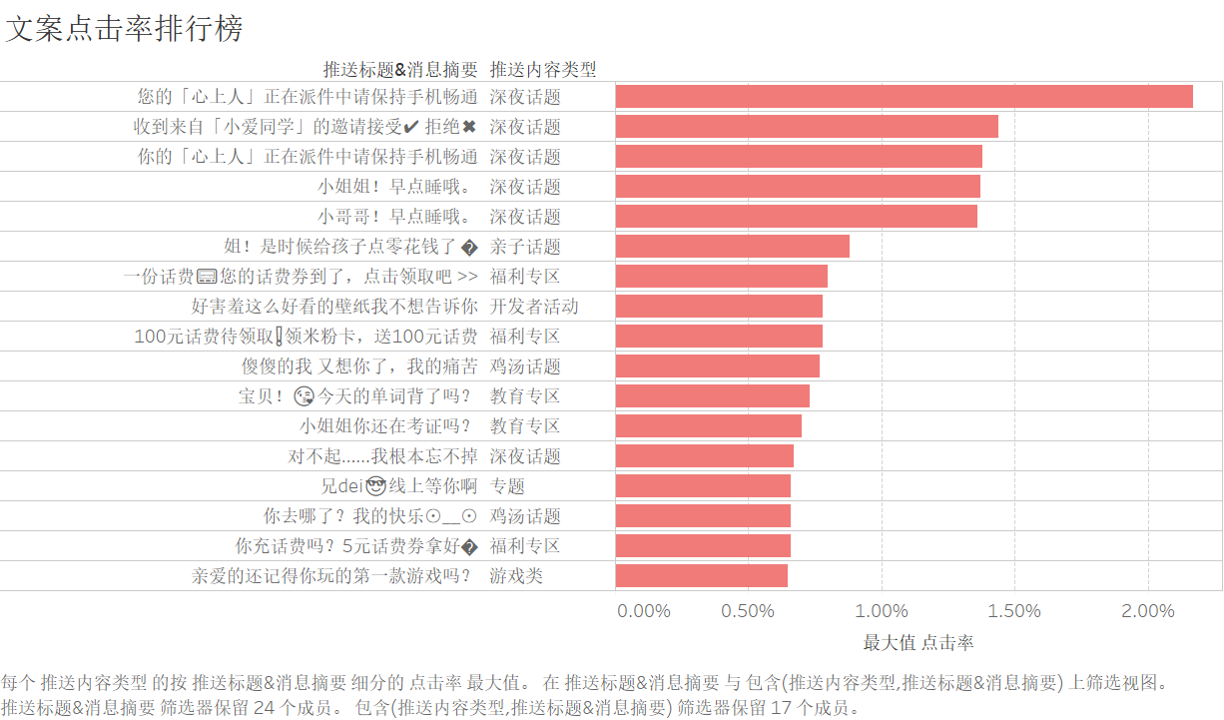 文案点击率排行榜
推送标题&消息摘要 推送内容类型
您的「心上人」正在派件中请保持手机畅通 深夜话题
收到来自「小爱同学」的邀请接受✔ 拒绝✖ 深夜话题
你的「心上人」正在派件中请保持手机畅通 深夜话题
小姐姐！早点睡哦。 深夜话题
小哥哥！早点睡哦。 深夜话题
姐！是时候给孩子点零花钱了 � 亲子话题
一份话费📟您的话费券到了，点击领取吧 >> 福利专区
好害羞这么好看的壁纸我不想告诉你 开发者活动
100元话费待领取❗领米粉卡，送100元话费 福利专区
傻傻的我 又想你了，我的痛苦 鸡汤话题
宝贝！😘今天的单词背了吗？ 教育专区
小姐姐你还在考证吗？ 教育专区
对不起......我根本忘不掉 深夜话题
兄dei😎线上等你啊 专题
你去哪了？我的快乐⊙__⊙ 鸡汤话题
你充话费吗？5元话费券拿好� 福利专区
亲爱的还记得你玩的第一款游戏吗？ 游戏类
0.00% 0.50% 1.00% 1.50% 2.00%
最大值 点击率
每个 推送内容类型 的按 推送标题&消息摘要 细分的 点击率 最大值。 在 推送标题&消息摘要 与 包含(推送内容类型,推送标题&消息摘要) 上筛选视图。
推送标题&消息摘要 筛选器保留 24 个成员。 包含(推送内容类型,推送标题&消息摘要) 筛选器保留 17 个成员。